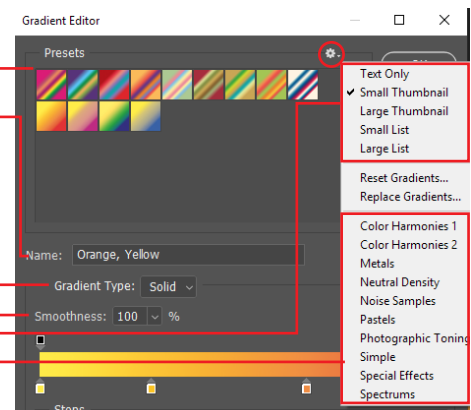 Gradient Editor
Presets
Text Only
Small Thumbnail
Large Thumbnail
Small List
Large List
Reset Gradients...
Replace Gradients...
Color Harmonies 1
Color Harmonies 2
Metals
Neutral Density
Noise Samples
Pastels
Photographic Toning
Simple
Special Effects
Spectrums
Name: Orange, Yellow
Gradient Type: Solid
Smoothness: 100 %
Stops